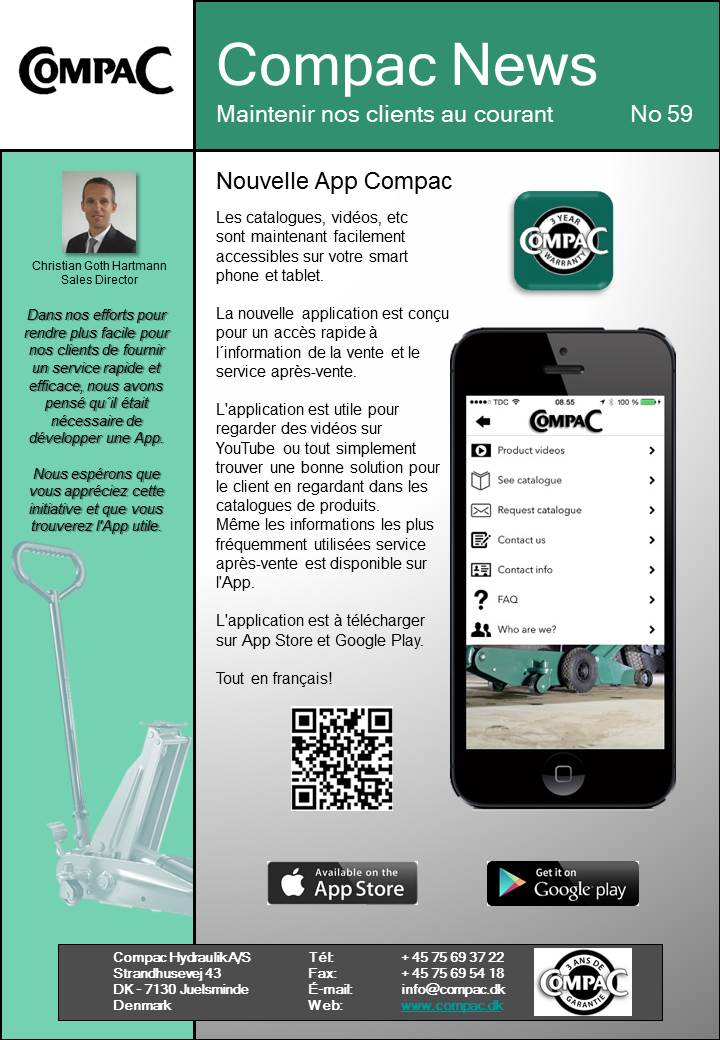 COMPAC
Compac News
Maintenir nos clients au courant No 59
Christian Goth Hartmann
Sales Director
Dans nos efforts pour
rendre plus facile pour
nos clients de fournir
un service rapide et
efficace, nous avons
pensé qu´il était
nécessaire de
développer une App.
Nous espérons que
vous appréciez cette
initiative et que vous
trouverez l'App utile.
Nouvelle App Compac
Les catalogues, vidéos, etc
sont maintenant facilement
accessibles sur votre smart
phone et tablet.
La nouvelle application est conçu
pour un accès rapide à
l´information de la vente et le
service après-vente.
L'application est utile pour
regarder des vidéos sur
YouTube ou tout simplement
trouver une bonne solution pour
le client en regardant dans les
catalogues de produits.
Même les informations les plus
fréquemment utilisées service
après-vente est disponible sur
l'App.
L'application est à télécharger
sur App Store et Google Play.
Tout en français!
3 YEAR
COMPAC
WARRANTY
TDC 08.55 100 %
COMPAC
Product videos
See catalogue
Request catalogue
Contact us
Contact info
FAQ
Who are we?
Available on the
App Store
Get it on
Google play
Compac Hydraulik A/S Tél: + 45 75 69 37 22
Strandhusevej 43 Fax: + 45 75 69 54 18
DK - 7130 Juelsminde É-mail: info@compac.dk
Denmark Web: www.compac.dk
3 ANS DE
COMPAC
GARANTIE